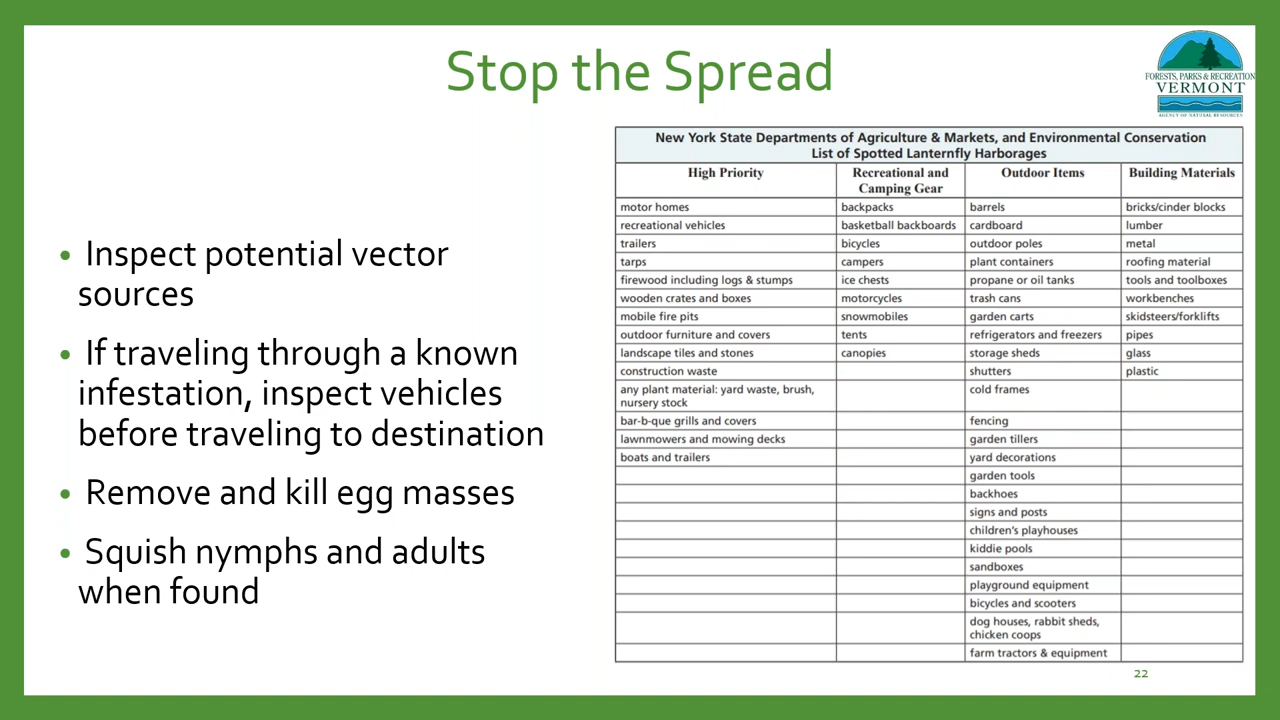 Stop the Spread
FORESTS, PARKS & RECREATION
VERMONT
AGENCY OF NATURAL RESOURCES
• Inspect potential vector
sources
• If traveling through a known
infestation, inspect vehicles
before traveling to destination
• Remove and kill egg masses
• Squish nymphs and adults
when found
New York State Departments of Agriculture & Markets, and Environmental Conservation
List of Spotted Lanternfly Harborages
High Priority Recreational and Camping Gear Outdoor Items Building Materials
motor homes backpacks barrels bricks/cinder blocks
recreational vehicles basketball backboards cardboard lumber
trailers bicycles outdoor poles metal
tarps campers plant containers roofing material
firewood including logs & stumps ice chests propane or oil tanks tools and toolboxes
wooden crates and boxes motorcycles trash cans workbenches
mobile fire pits snowmobiles garden carts skidsteers/forklifts
outdoor furniture and covers tents refrigerators and freezers pipes
landscape tiles and stones canopies storage sheds glass
construction waste shutters plastic
any plant material: yard waste, brush, nursery stock cold frames
bar-b-que grills and covers fencing
lawnmowers and mowing decks garden tillers
boats and trailers yard decorations
garden tools
backhoes
signs and posts
children's playhouses
kiddie pools
sandboxes
playground equipment
bicycles and scooters
dog houses, rabbit sheds,
chicken coops
farm tractors & equipment
22